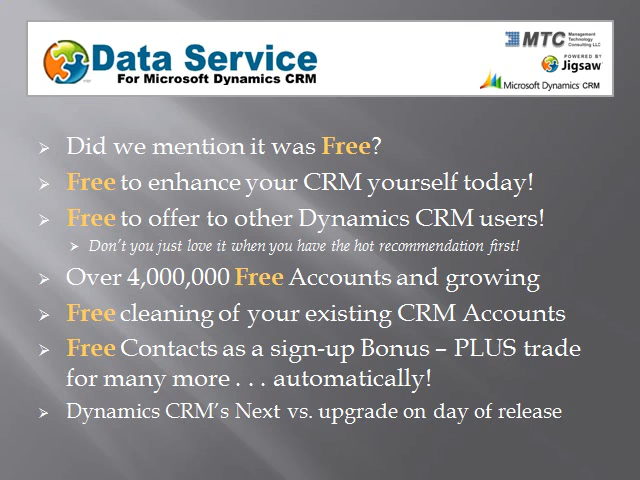 Data Service
For Microsoft Dynamics CRM
MTC Management Technology Consulting LLC
POWERED BY
Jigsaw
Microsoft Dynamics CRM
Did we mention it was Free?
Free to enhance your CRM yourself today!
Free to offer to other Dynamics CRM users!
Don't you just love it when you have the hot recommendation first!
Over 4,000,000 Free Accounts and growing
Free cleaning of your existing CRM Accounts
Free Contacts as a sign-up Bonus – PLUS trade
for many more . . . automatically!
Dynamics CRM's Next vs. upgrade on day of release